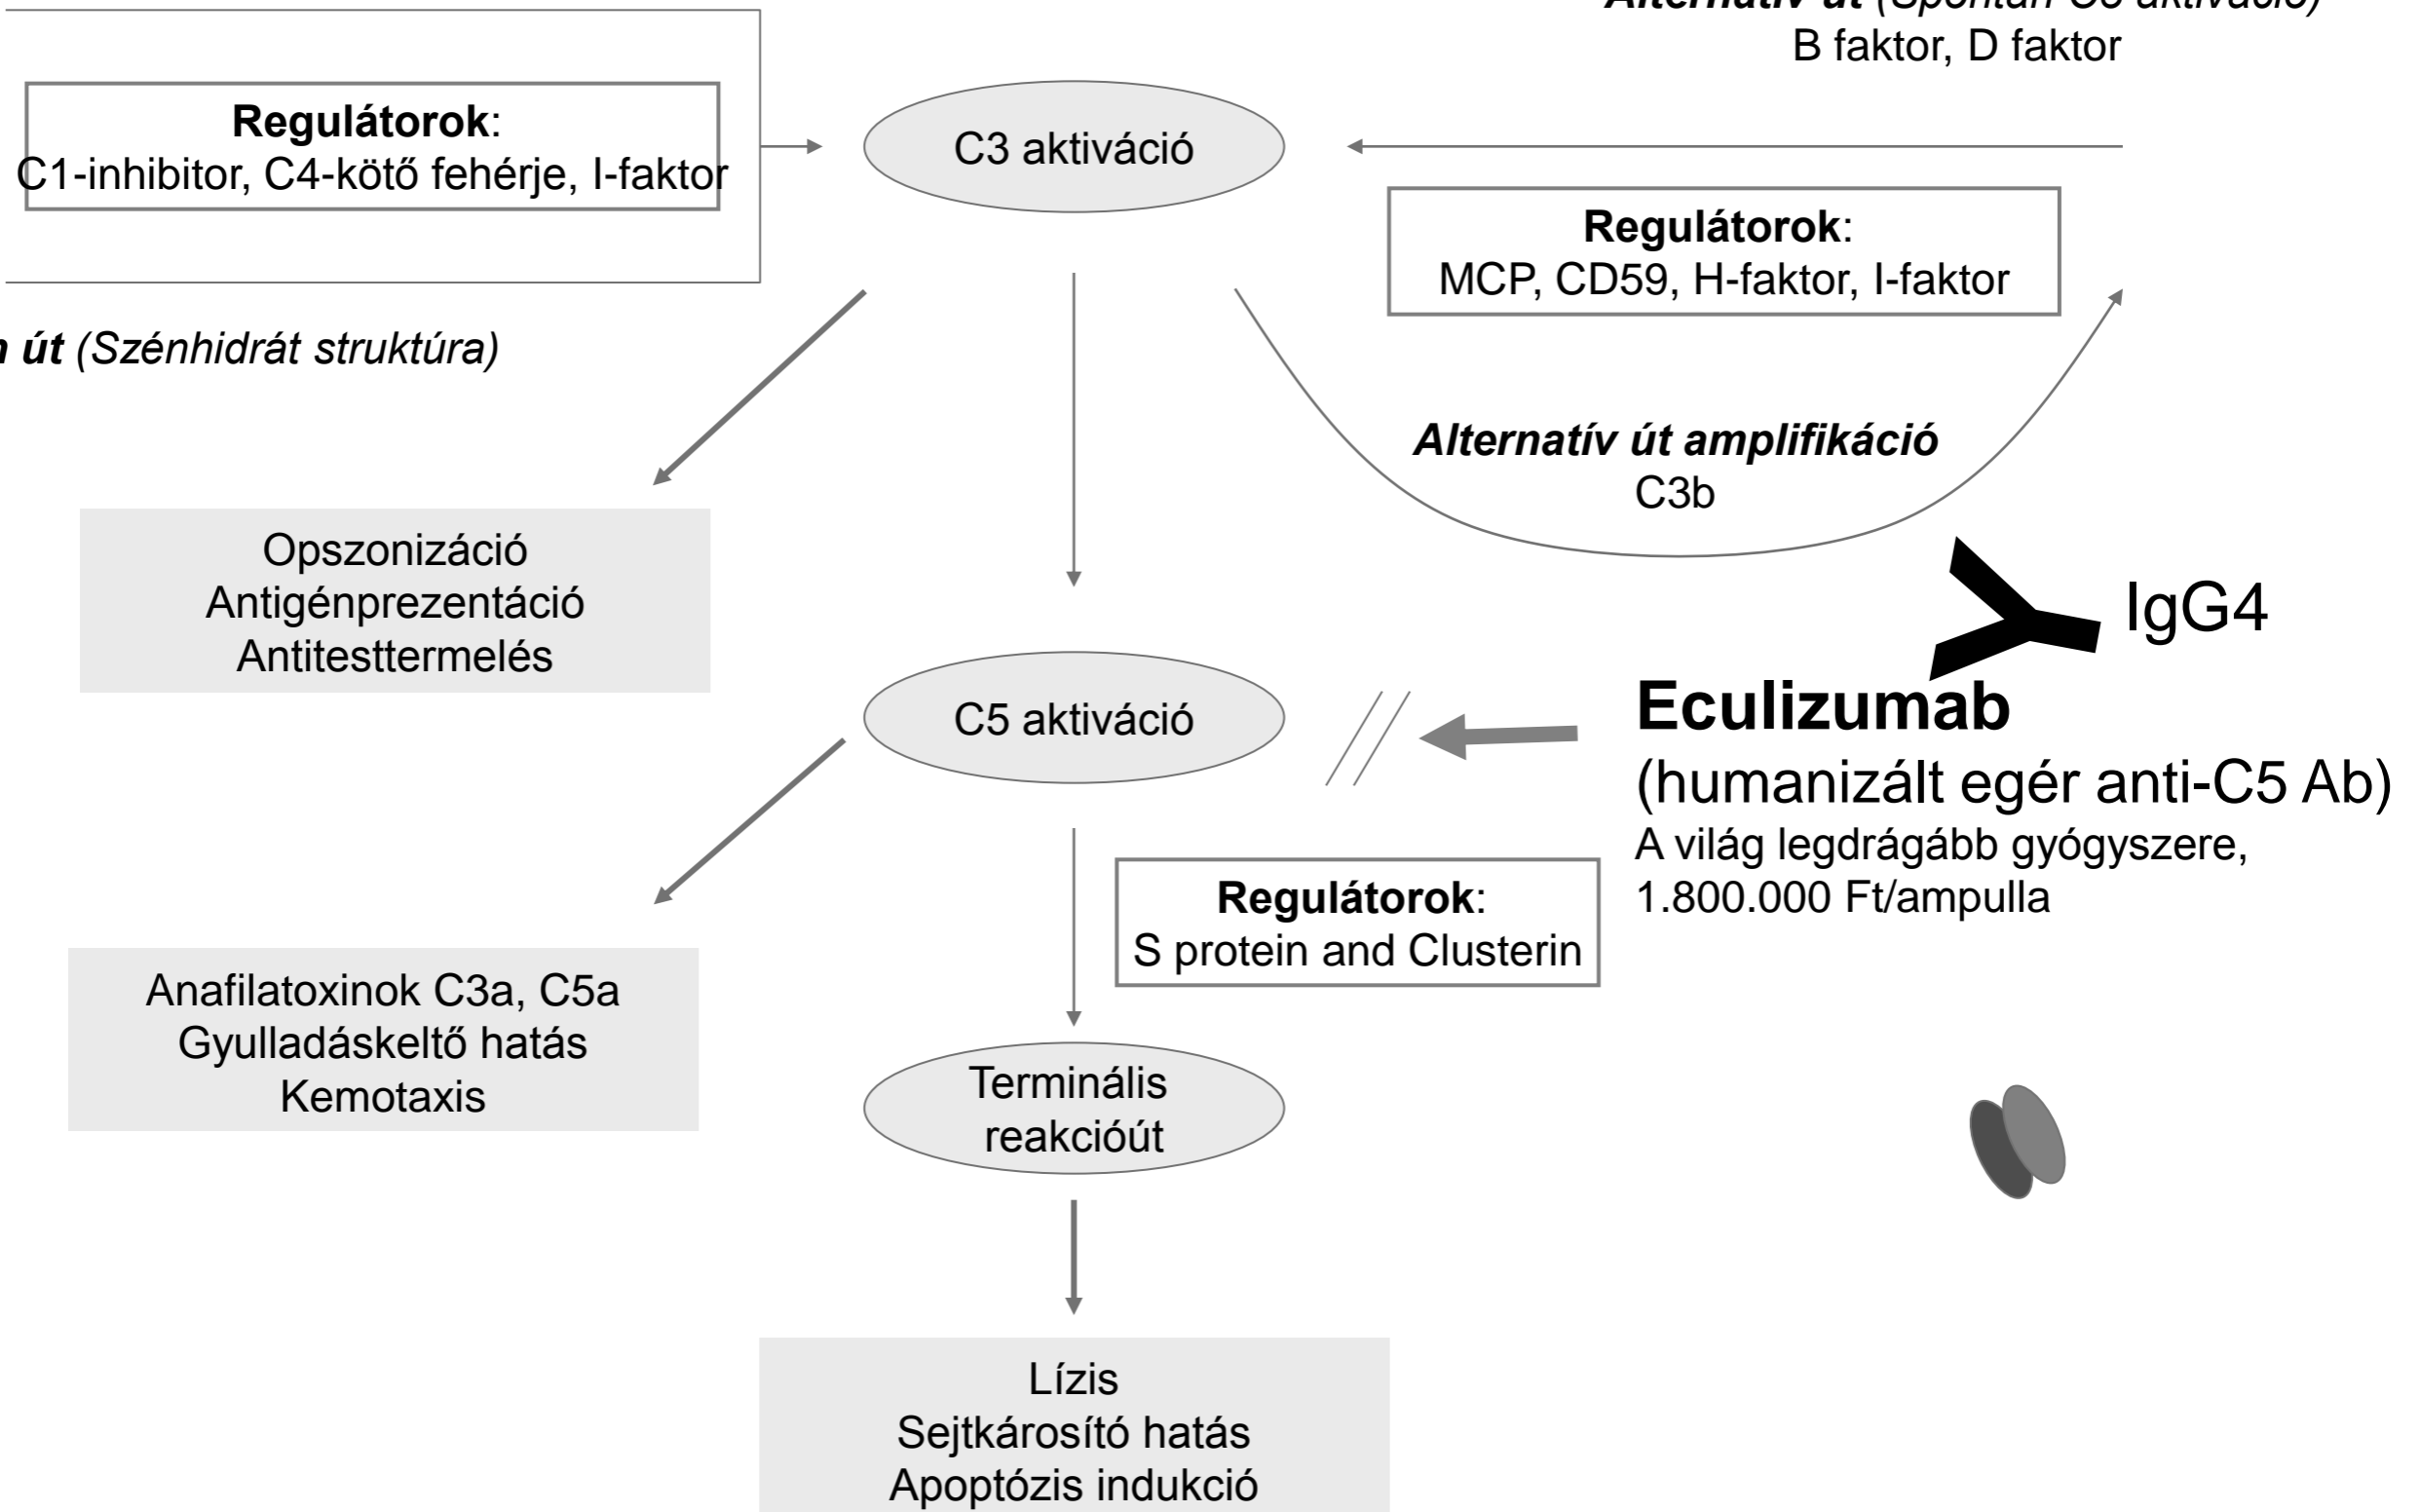 B faktor, D faktor
Regulátorok:
C1-inhibitor, C4-kötő fehérje, I-faktor
C3 aktiváció
Regulátorok:
MCP, CD59, H-faktor, I-faktor
út (Szénhidrát struktúra)
Alternatív út amplifikáció
C3b
Opszonizáció
Antigénprezentáció
Antitesttermelés
IgG4
C5 aktiváció
Eculizumab
(humanizált egér anti-C5 Ab)
A világ legdrágább gyógyszere,
1.800.000 Ft/ampulla
Regulátorok:
S protein and Clusterin
Anafilatoxinok C3a, C5a
Gyulladáskeltő hatás
Kemotaxis
Terminális
reakcióút
Lízis
Sejtkárosító hatás
Apoptózis indukció